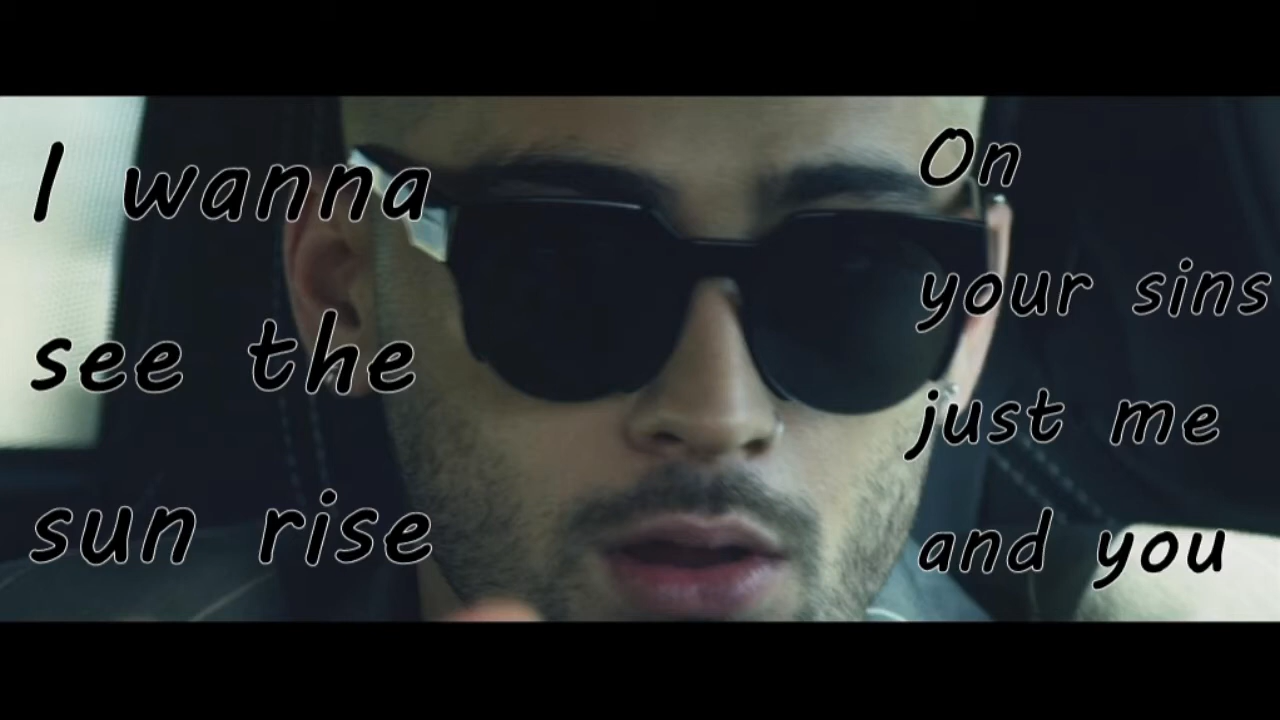 I wanna
see the
sun rise
On
your sins
just me
and you